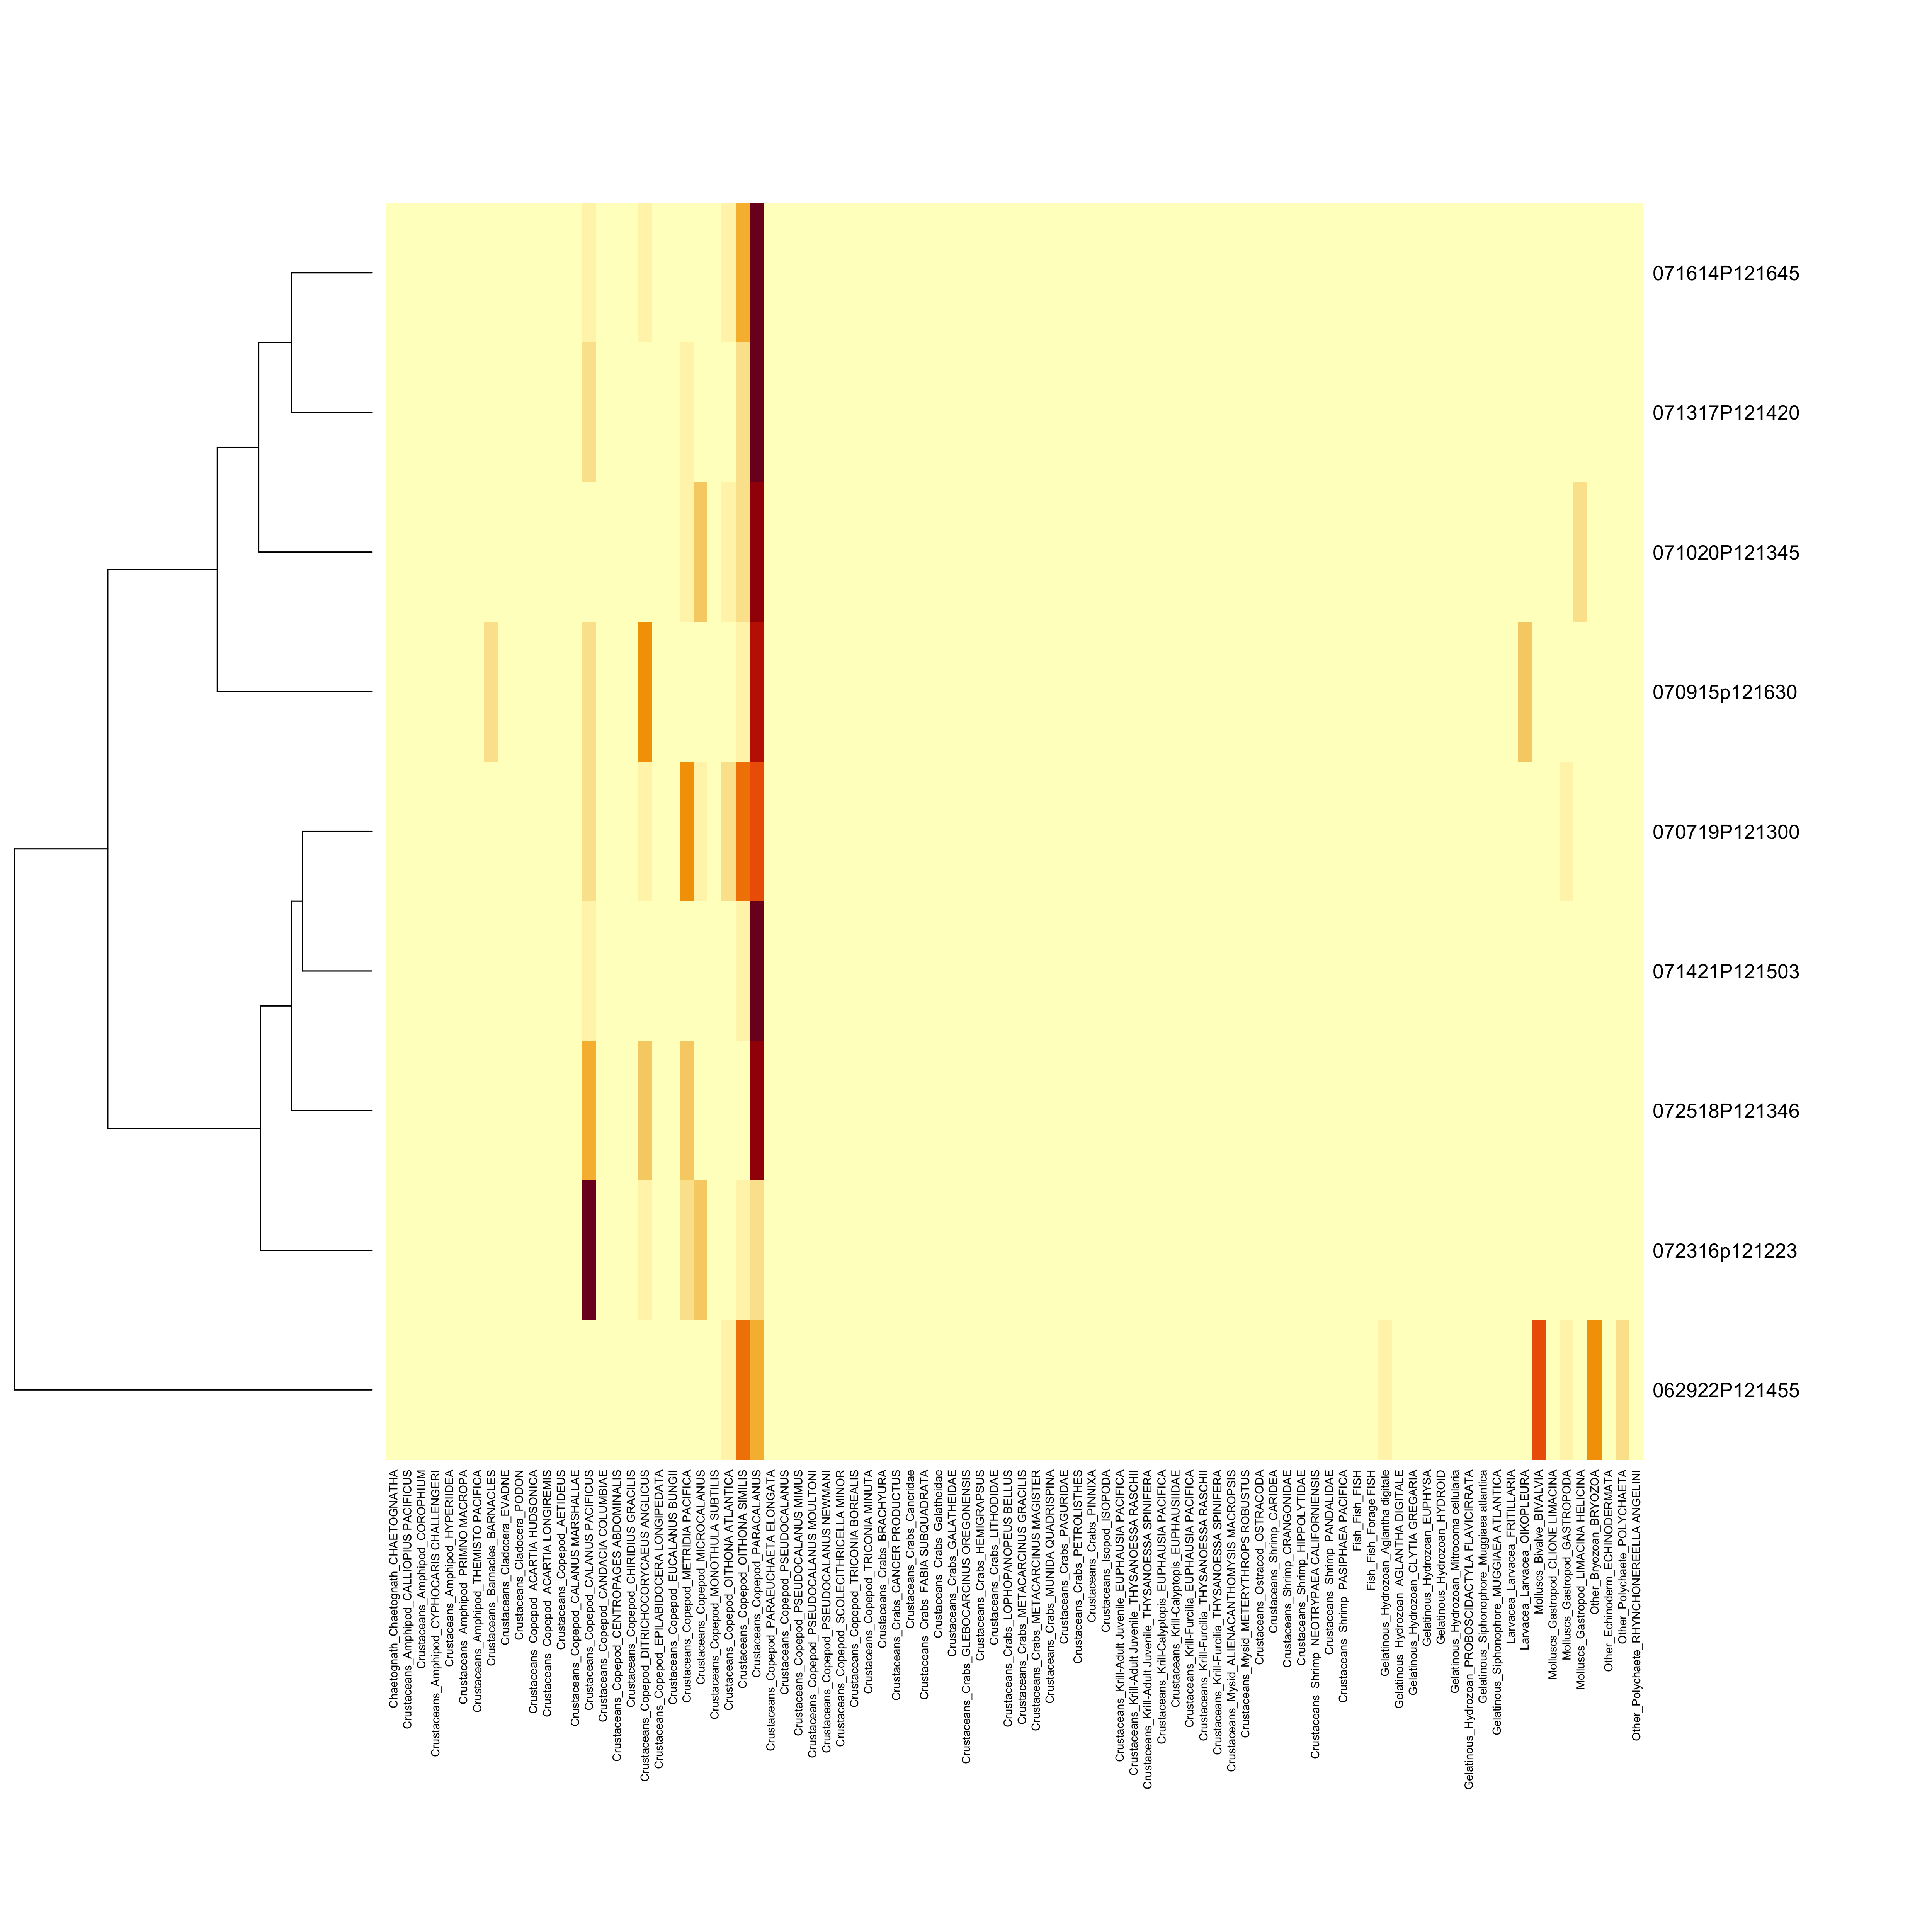 071614P121645
071317P121420
071020P121345
070915p121630
070719P121300
071421P121503
072518P121346
072316p121223
062922P121455
Chaetognath_Chaetognath_CHAETOGNATHA
Crustaceans_Amphipod_CALLIOPIUS PACIFICUS
Crustaceans_Amphipod_COROPHIUM
Crustaceans_Amphipod_CYPHOCARIS CHALLENGERI
Crustaceans_Amphipod_HYPERIIDEA
Crustaceans_Amphipod_PRIMNO MACROPA
Crustaceans_Amphipod_THEMISTO PACIFICA
Crustaceans_Barnacles_BARNACLES
Crustaceans_Cladocera_EVADNE
Crustaceans_Cladocera_PODON
Crustaceans_Copepod_ACARTIA HUDSONICA
Crustaceans_Copepod_ACARTIA LONGIREMIS
Crustaceans_Copepod_AETIDEUS
Crustaceans_Copepod_CALANUS MARSHALLAE
Crustaceans_Copepod_CALANUS PACIFICUS
Crustaceans_Copepod_CANDACIA COLUMBIAE
Crustaceans_Copepod_CENTROPAGES ABDOMINALIS
Crustaceans_Copepod_CHIRIDIUS GRACILIS
Crustaceans_Copepod_DITRICHOCORYCAEUS ANGLICUS
Crustaceans_Copepod_EPILABIDOCERA LONGIPEDATA
Crustaceans_Copepod_EUCALANUS BUNGII
Crustaceans_Copepod_METRIDIA PACIFICA
Crustaceans_Copepod_MICROCALANUS
Crustaceans_Copepod_MONOTHULA SUBTILIS
Crustaceans_Copepod_OITHONA ATLANTICA
Crustaceans_Copepod_OITHONA SIMILIS
Crustaceans_Copepod_PARACALANUS
Crustaceans_Copepod_PARAEUCHAETA ELONGATA
Crustaceans_Copepod_PSEUDOCALANUS
Crustaceans_Copepod_PSEUDOCALANUS MIMUS
Crustaceans_Copepod_PSEUDOCALANUS MOULTONI
Crustaceans_Copepod_PSEUDOCALANUS NEWMANI
Crustaceans_Copepod_SCOLECITHRICELLA MINOR
Crustaceans_Copepod_TRICONIA BOREALIS
Crustaceans_Copepod_TRICONIA MINUTA
Crustaceans_Crabs_BRACHYURA
Crustaceans_Crabs_CANCER PRODUCTUS
Crustaceans_Crabs_Cancridae
Crustaceans_Crabs_FABIA SUBQUADRATA
Crustaceans_Crabs_Galatheidae
Crustaceans_Crabs_GALATHEIDAE
Crustaceans_Crabs_GLEBOCARCINUS OREGONENSIS
Crustaceans_Crabs_HEMIGRAPSUS
Crustaceans_Crabs_LITHODIDAE
Crustaceans_Crabs_LOPHOPANOPEUS BELLUS
Crustaceans_Crabs_METACARCINUS GRACILIS
Crustaceans_Crabs_METACARCINUS MAGISTER
Crustaceans_Crabs_MUNIDA QUADRISPINA
Crustaceans_Crabs_PAGURIDAE
Crustaceans_Crabs_PETROLISTHES
Crustaceans_Crabs_PINNIXA
Crustaceans_Isopod_ISOPODA
Crustaceans_Krill-Adult Juvenile_EUPHAUSIA PACIFICA
Crustaceans_Krill-Adult Juvenile_THYSANOESSA RASCHII
Crustaceans_Krill-Adult Juvenile_THYSANOESSA SPINIFERA
Crustaceans_Krill-Calyptopis_EUPHAUSIA PACIFICA
Crustaceans_Krill-Calyptopis_EUPHAUSIIDAE
Crustaceans_Krill-Furcilia_EUPHAUSIA PACIFICA
Crustaceans_Krill-Furcilia_THYSANOESSA RASCHII
Crustaceans_Krill-Furcilia_THYSANOESSA SPINIFERA
Crustaceans_Mysid_ALIENACANTHOMYSIS MACROPSIS
Crustaceans_Mysid_METERYTHROPS ROBUSTUS
Crustaceans_Ostracod_OSTRACODA
Crustaceans_Shrimp_CARIDEA
Crustaceans_Shrimp_CRANGONIDAE
Crustaceans_Shrimp_HIPPOLYTIDAE
Crustaceans_Shrimp_NEOTRYPAEA CALIFORNIENSIS
Crustaceans_Shrimp_PANDALIDAE
Crustaceans_Shrimp_PASIPHAEA PACIFICA
Fish_Fish_FISH
Fish_Fish_Forage FISH
Gelatinous_Hydrozoan_Aglantha digitale
Gelatinous_Hydrozoan_AGLANTHA DIGITALE
Gelatinous_Hydrozoan_CLYTIA GREGARIA
Gelatinous_Hydrozoan_EUPHYSA
Gelatinous_Hydrozoan_HYDROID
Gelatinous_Hydrozoan_Mitrocoma cellularia
Gelatinous_Hydrozoan_PROBOSCIDACTYLA FLAVICIRRATA
Gelatinous_Siphonophore_Muggiaea atlantica
Gelatinous_Siphonophore_MUGGIAEA ATLANTICA
Larvacea_Larvacea_FRITILLARIA
Larvacea_Larvacea_OIKOPLEURA
Molluscs_Bivalve_BIVALVIA
Molluscs_Gastropod_CLIONE LIMACINA
Molluscs_Gastropod_GASTROPODA
Molluscs_Gastropod_LIMACINA HELICINA
Other_Bryozoan_BRYOZOA
Other_Echinoderm_ECHINODERMATA
Other_Polychaete_POLYCHAETA
Other_Polychaete_RHYNCHONEREELLA ANGELINI